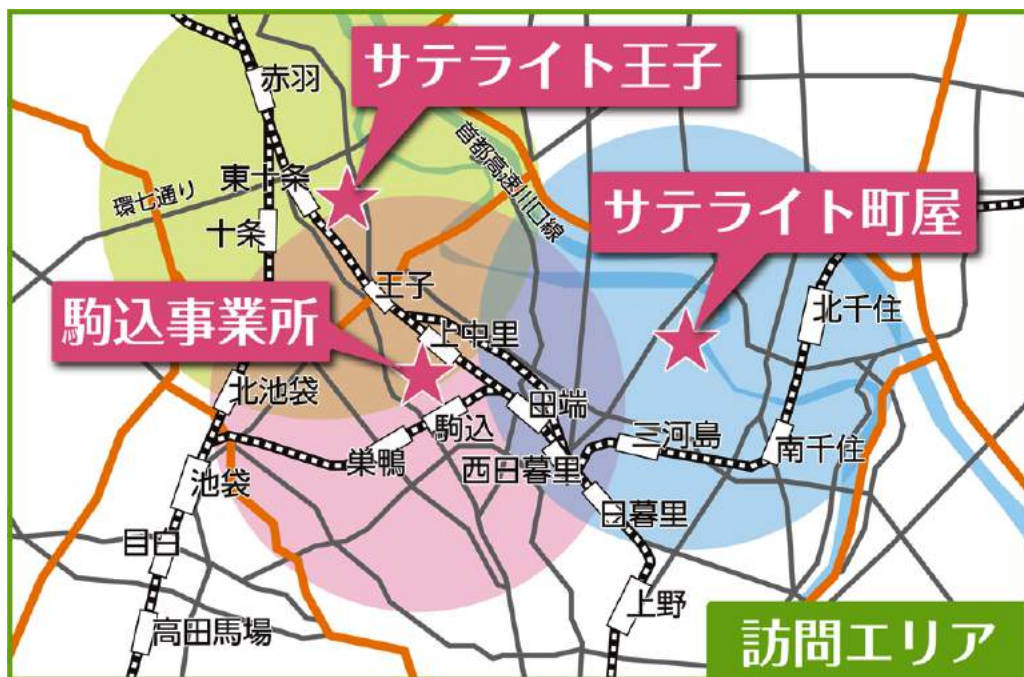 サテライト王子
赤羽
首都高速川口線
東十条
環七通り
サテライト町屋
十条
王子
北千住
駒込事業所
上中里
北池袋
田端
駒込
三河島
南千住
巣鴨
西日暮里
池袋
日暮里
目白
上野
高田馬場
訪問エリア